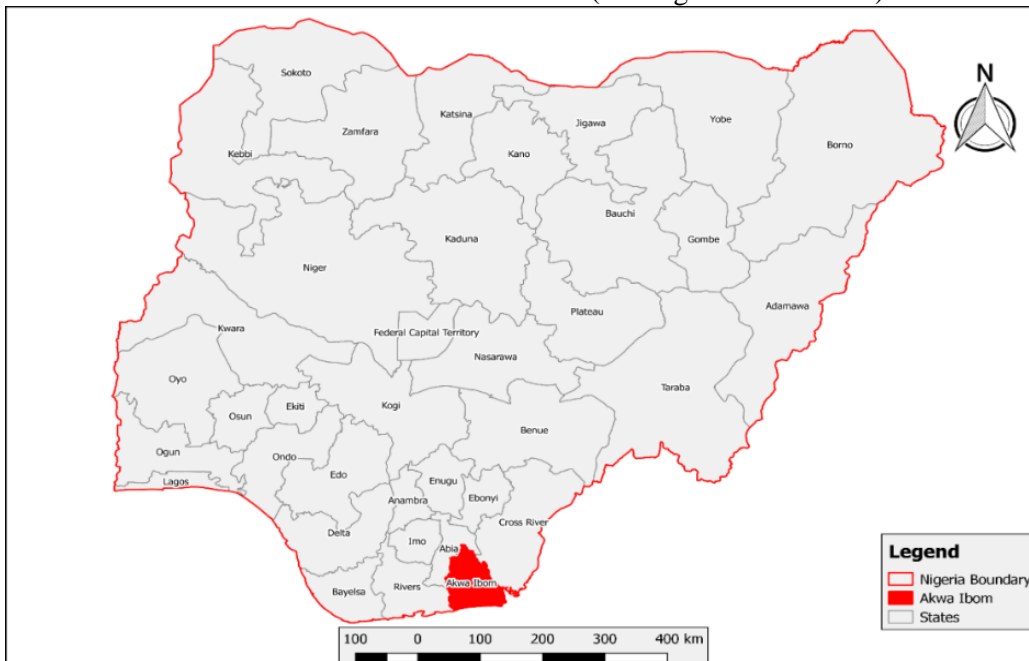 N
Sokoto
Katsina
Jigawa
Yobe
Zamfara
Kano
Borno
Kebbi
Bauchi
Kaduna
Gombe
Niger
Adamawa
Plateau
Kwara
Federal Capital Territory
Nasarawa
Oyo
Taraba
Kogi
Ekiti
Osun
Benue
Ogun
Ondo
Edo
Lagos
Enugu
Anambra
Ebonyi
Cross River
Delta
Imo
Abia
Akwa Ibom
Bayelsa
Rivers
Legend
Nigeria Boundary
Akwa Ibom
States
100 0 100 200 300 400 km